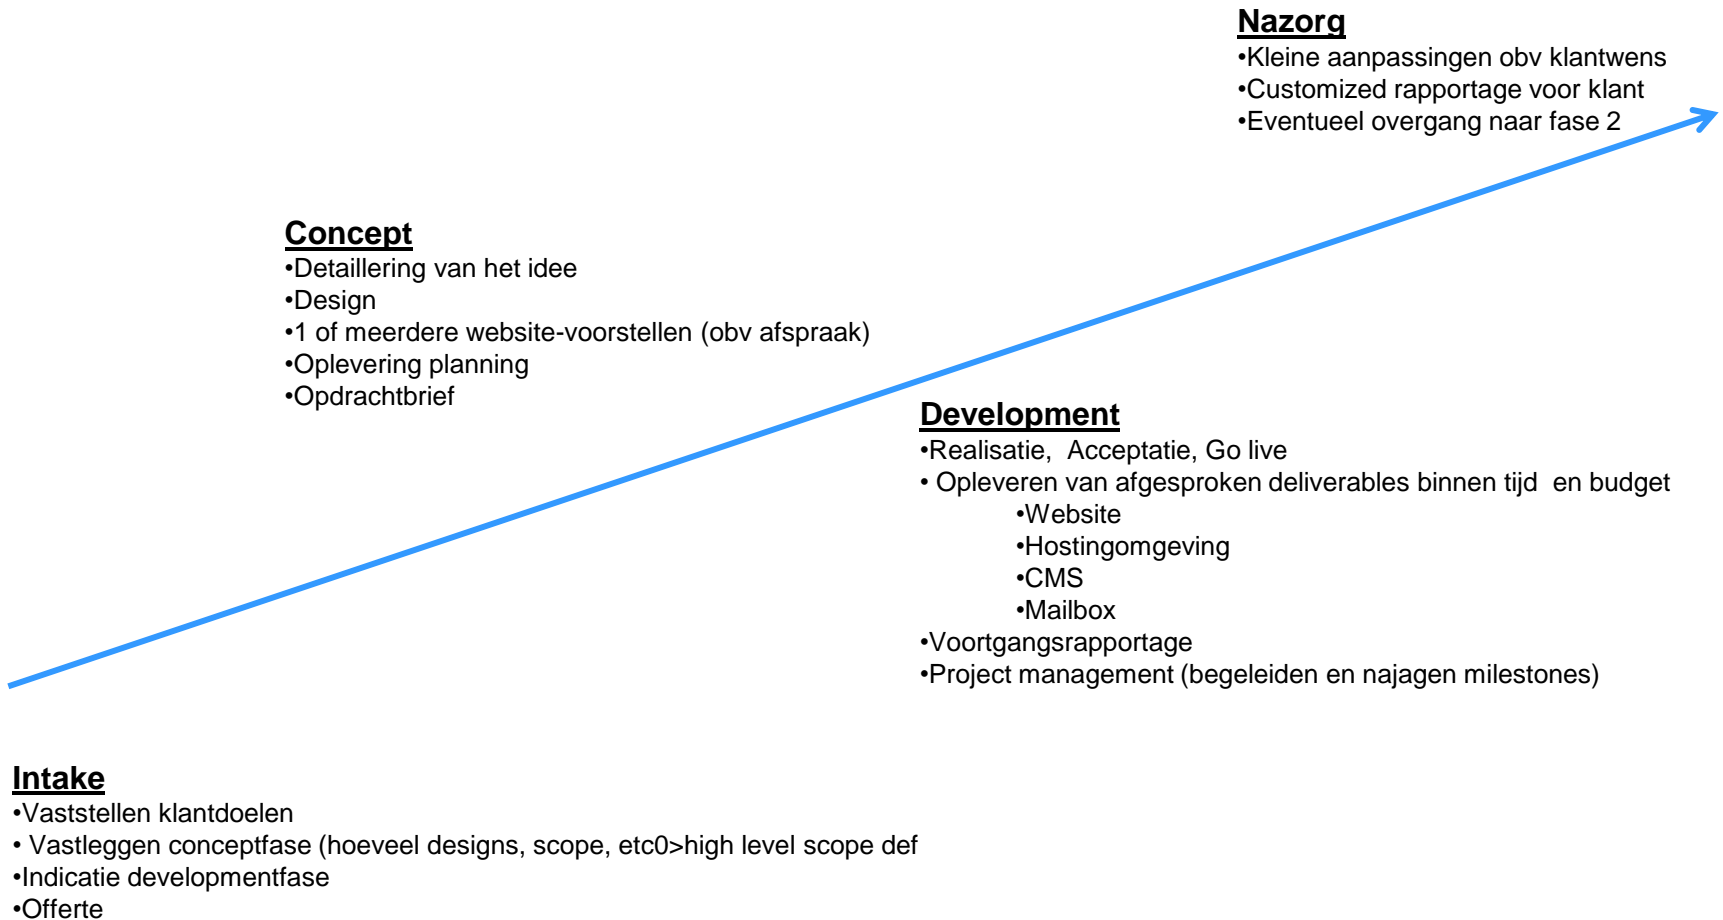 Nazorg
•Kleine aanpassingen obv klantwens
•Customized rapportage voor klant
•Eventueel overgang naar fase 2
Concept
•Detaillering van het idee
•Design
•1 of meerdere website-voorstellen (obv afspraak)
•Oplevering planning
•Opdrachtbrief
Development
•Realisatie,  Acceptatie, Go live
• Opleveren van afgesproken deliverables binnen tijd  en budget
•Website
•Hostingomgeving
•CMS
•Mailbox
•Voortgangsrapportage
•Project management (begeleiden en najagen milestones)
Intake
•Vaststellen klantdoelen
• Vastleggen conceptfase (hoeveel designs, scope, etc0>high level scope def
•Indicatie developmentfase
•Offerte